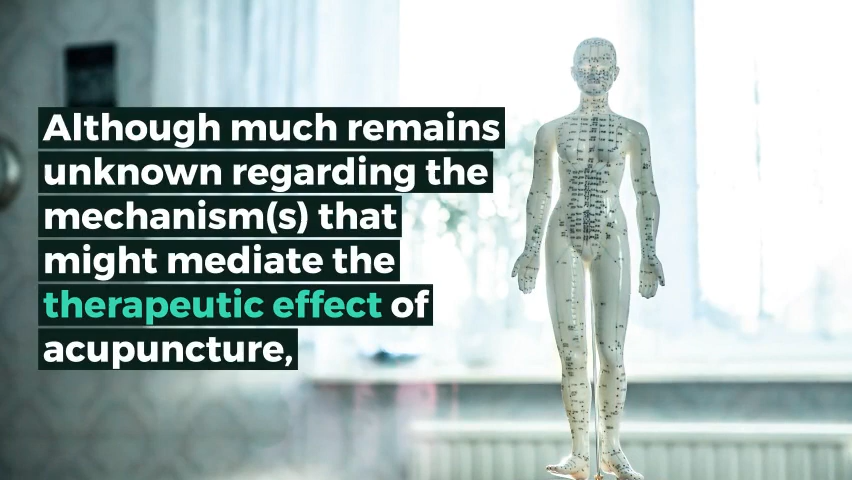 Although much remains
unknown regarding the
mechanism(s) that
might mediate the
therapeutic effect of
acupuncture,